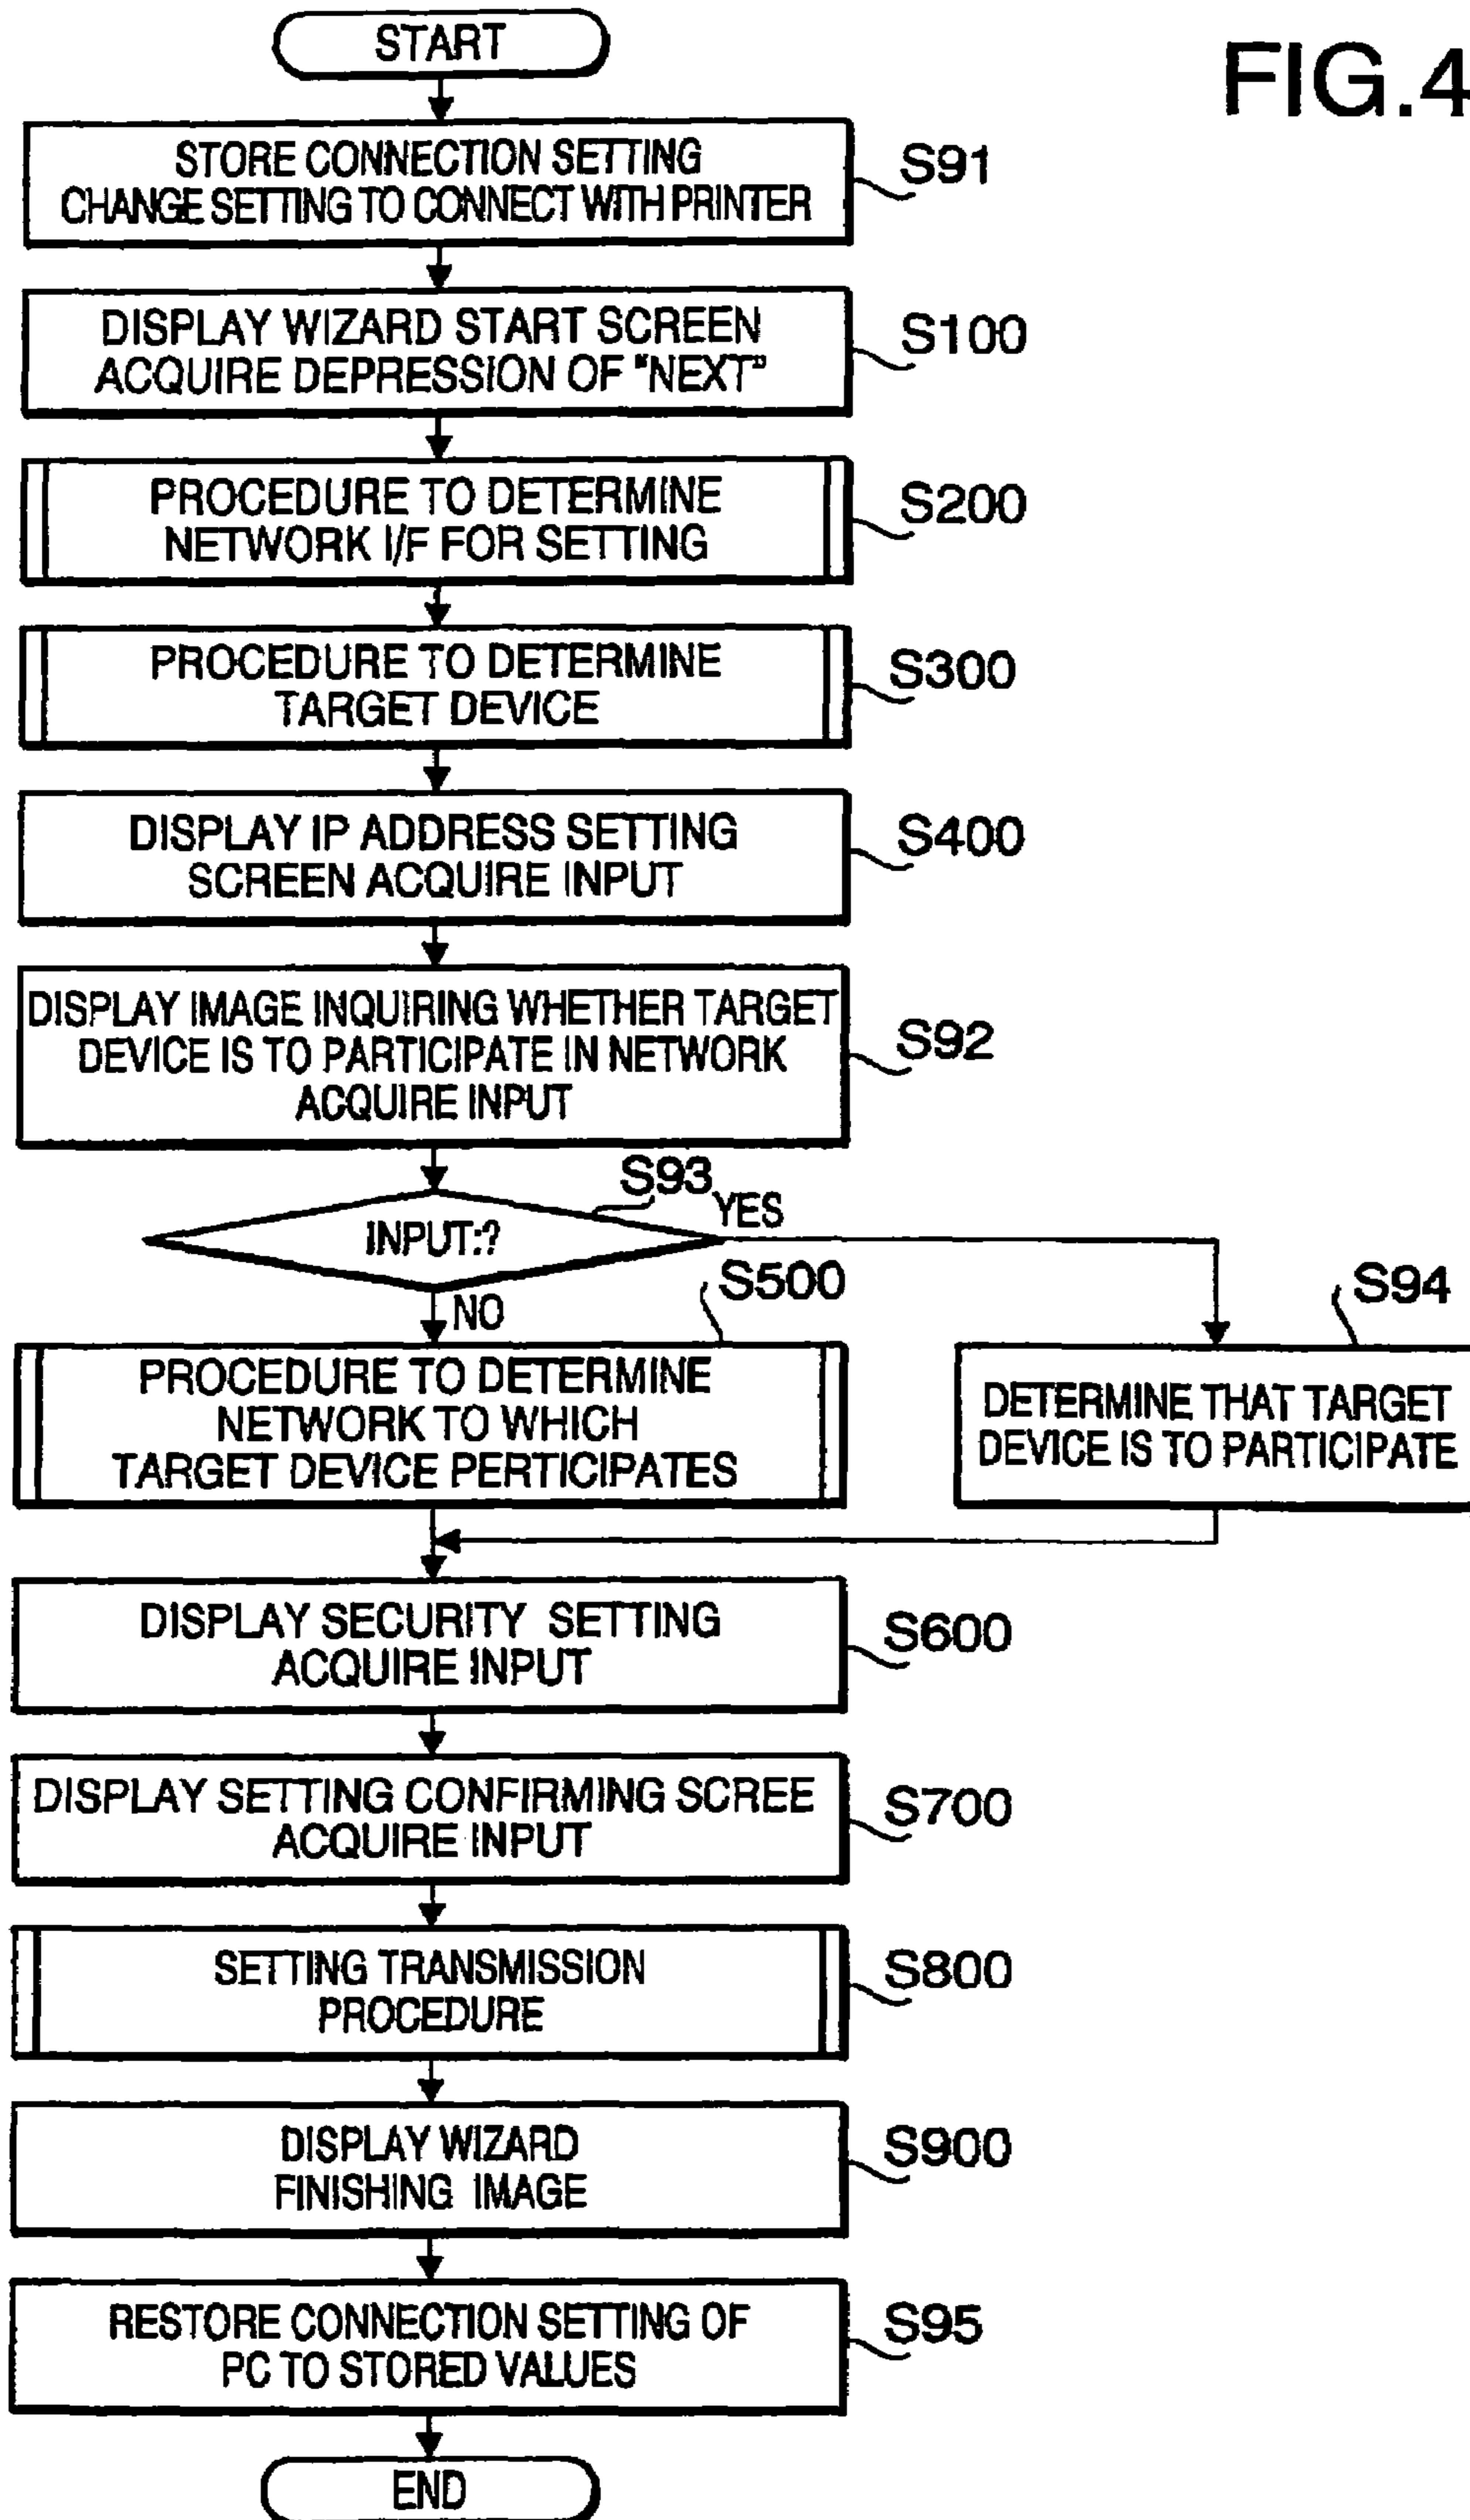 FIG.4
START
STORE CONNECTION SETTING
CHANGE SETTING TO CONNECT WITH PRINTER
S91
DISPLAY WIZARD START SCREEN
ACQUIRE DEPRESSION OF "NEXT"
S100
PROCEDURE TO DETERMINE
NETWORK I/F FOR SETTING
S200
PROCEDURE TO DETERMINE
TARGET DEVICE
S300
DISPLAY IP ADDRESS SETTING
SCREEN ACQUIRE INPUT
S400
DISPLAY IMAGE INQUIRING WHETHER TARGET
DEVICE IS TO PARTICIPATE IN NETWORK
ACQUIRE INPUT
S92
S93
INPUT:?
YES
NO
S500
PROCEDURE TO DETERMINE
NETWORK TO WHICH
TARGET DEVICE PERTICIPATES
S94
DETERMINE THAT TARGET
DEVICE IS TO PARTICIPATE
DISPLAY SECURITY SETTING
ACQUIRE INPUT
S600
DISPLAY SETTING CONFIRMING SCREE
ACQUIRE INPUT
S700
SETTING TRANSMISSION
PROCEDURE
S800
DISPLAY WIZARD
FINISHING IMAGE
S900
RESTORE CONNECTION SETTING OF
PC TO STORED VALUES
S95
END